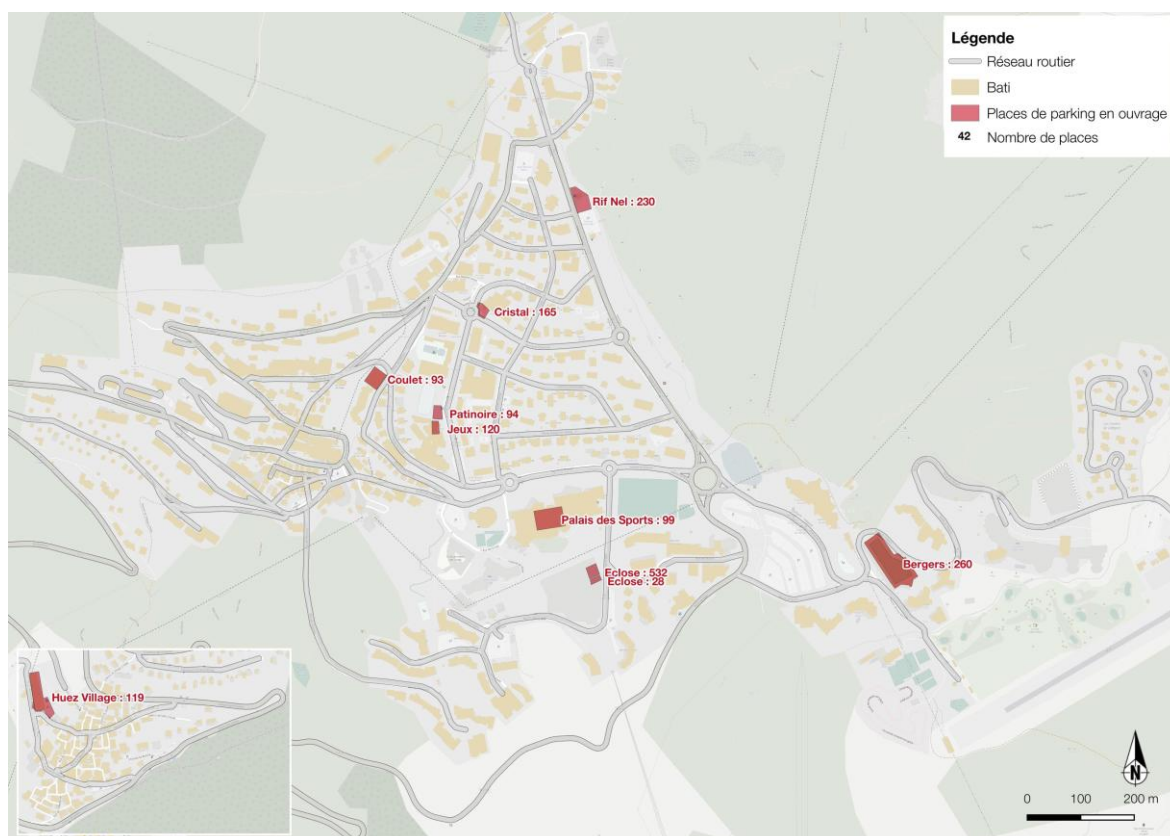 Légende
Réseau routier
Bati
Places de parking en ouvrage
42 Nombre de places
Rif Nel : 230
Cristal : 165
Coulet : 93
Patinoire : 94
Jeux : 120
Palais des Sports : 99
Eclose : 532
Eclose : 28
Bergers : 260
Huez Village : 119
N
0 100 200 m